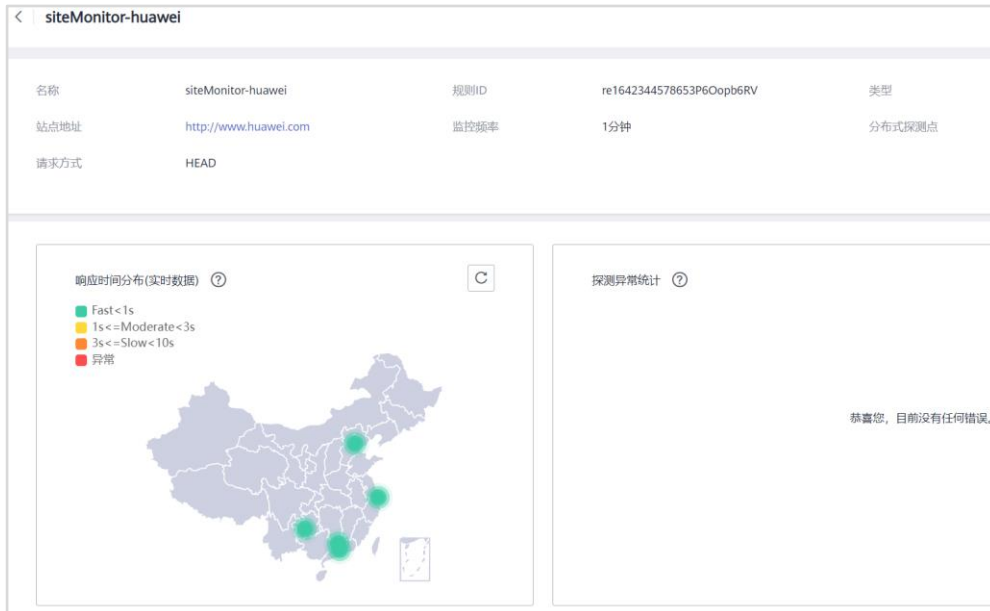 siteMonitor-huawei
名称 siteMonitor-huawei 规则ID re1642344578653P6Oopb6RV 类型
站点地址 http://www.huawei.com 监控频率 1分钟 分布式探测点
请求方式 HEAD
响应时间分布(实时数据) ?
Fast<1s
1s<=Moderate<3s
3s<=Slow<10s
异常
探测异常统计 ?
恭喜您，目前没有任何错误。